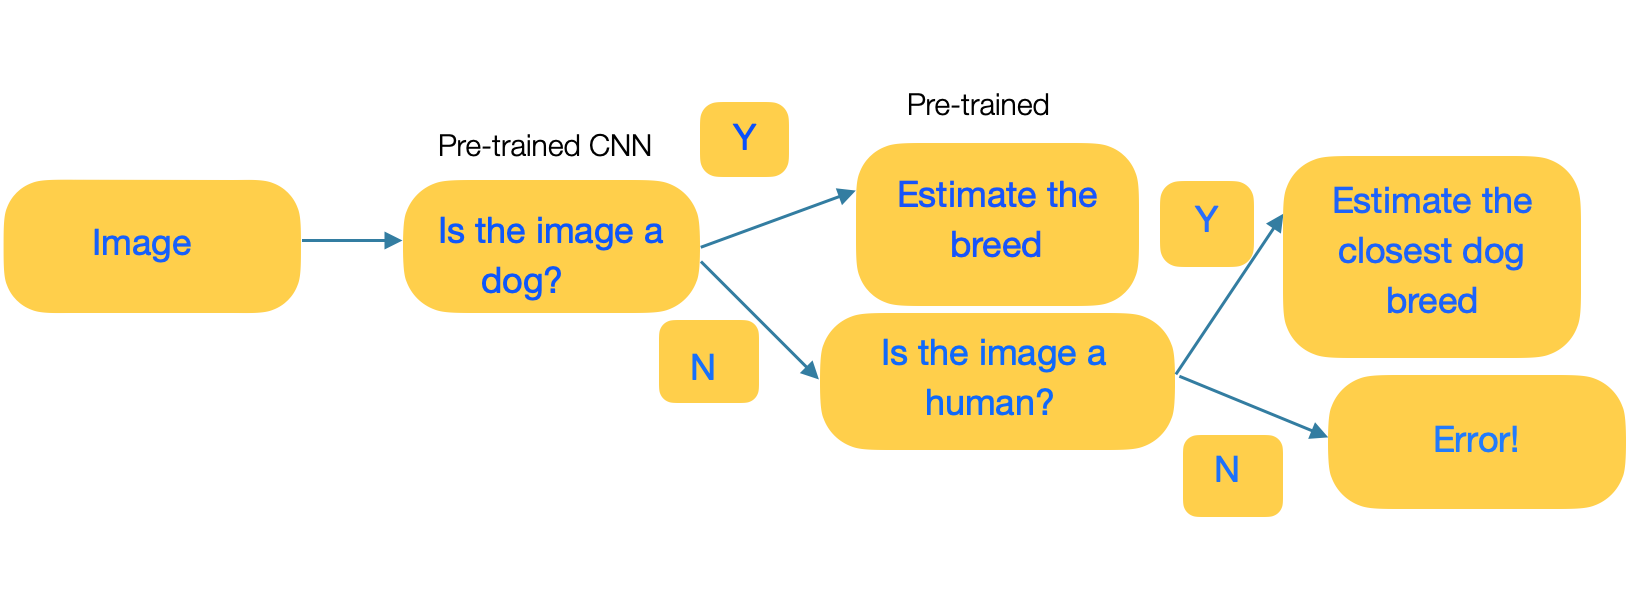 Image
Pre-trained CNN
Is the image a
dog?
Y
N
Pre-trained
Estimate the
breed
Is the image a
human?
Y
N
Estimate the
closest dog
breed
Error!